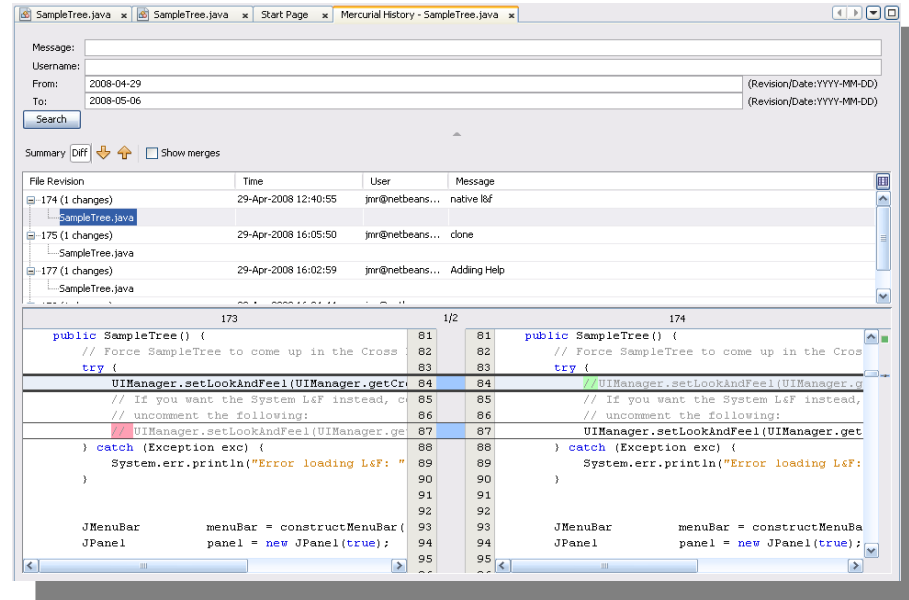 SampleTree.java x SampleTree.java x Start Page x Mercurial History - SampleTree.java x
Message:
Username:
From: 2008-04-29 (Revision/Date:YYYY-MM-DD)
To: 2008-05-06 (Revision/Date:YYYY-MM-DD)
Search
Summary Diff Show merges
File Revision Time User Message
174 (1 changes) 29-Apr-2008 12:40:55 jmr@netbeans... native l&f
SampleTree.java
175 (1 changes) 29-Apr-2008 16:05:50 jmr@netbeans... clone
SampleTree.java
177 (1 changes) 29-Apr-2008 16:02:59 jmr@netbeans... Addiing Help
SampleTree.java
173 1/2 174
public SampleTree() { 81 81 public SampleTree() {
// Force SampleTree to come up in the Cross 82 82 // Force SampleTree to come up in the Cros
try { 83 83 try {
UIManager.setLookAndFeel(UIManager.getCr 84 84 //UIManager.setLookAndFeel(UIManager.g
// If you want the System L&F instead, c 85 85 // If you want the System L&F instead,
// uncomment the following: 86 86 // uncomment the following:
// UIManager.setLookAndFeel(UIManager.get 87 87 UIManager.setLookAndFeel(UIManager.get
} catch (Exception exc) { 88 88 } catch (Exception exc) {
System.err.println("Error loading L&F: " 89 89 System.err.println("Error loading L&F:
} 90 90 }
91 91
92 92
JMenuBar menuBar = constructMenuBar( 93 93 JMenuBar menuBar = constructMenuBa
JPanel panel = new JPanel(true); 94 94 JPanel panel = new JPanel(true);
95 95